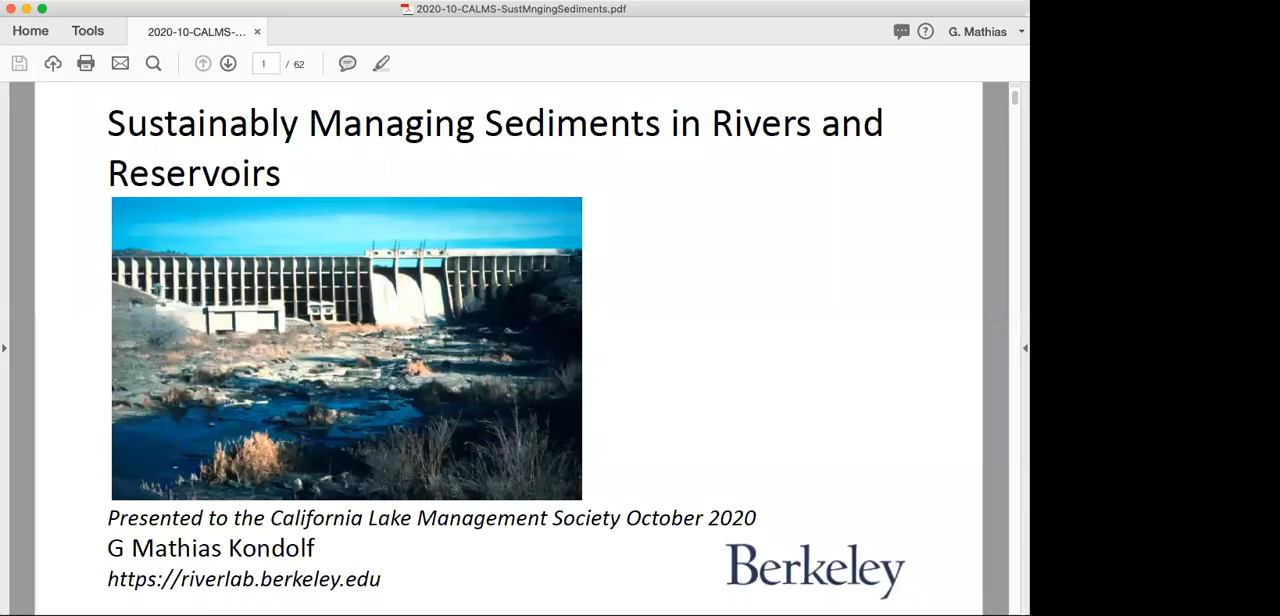 2020-10-CALMS-SustMngingSediments.pdf
Home
Tools
2020-10-CALMS-...
G. Mathias
1
/ 62
Sustainably Managing Sediments in Rivers and
Reservoirs
Presented to the California Lake Management Society October 2020
G Mathias Kondolf
https://riverlab.berkeley.edu
Berkeley